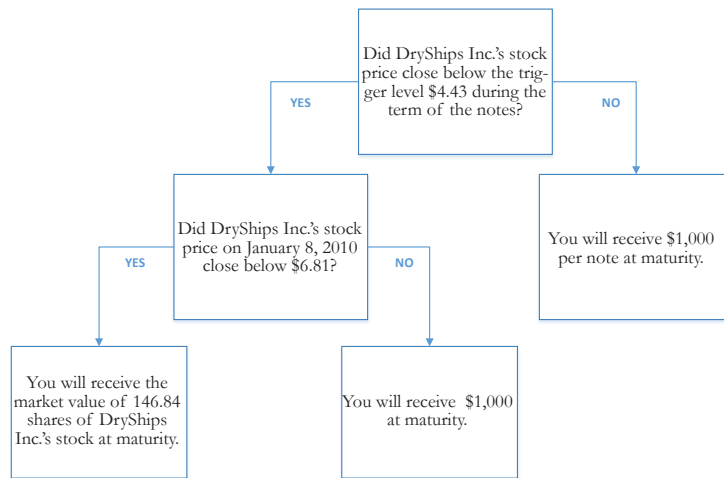 Did DryShips Inc.'s stock
price close below the trig-
ger level $4.43 during the
term of the notes?
YES
NO
Did DryShips Inc.'s stock
price on January 8, 2010
close below $6.81?
You will receive $1,000
per note at maturity.
YES
NO
You will receive the
market value of 146.84
shares of DryShips
Inc.'s stock at maturity.
You will receive  $1,000
at maturity.